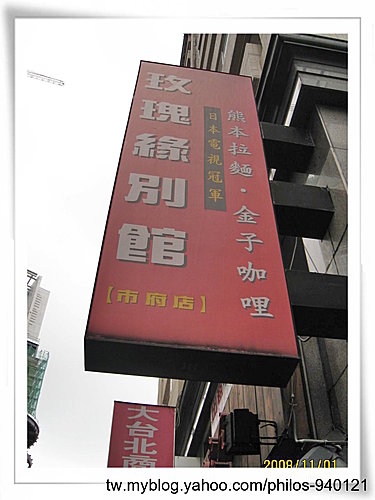 玫瑰緣別館
【市府店】
日本電視冠軍
熊本拉麵・金子咖哩
大台北商
2008/11/01
tw.myblog.yahoo.com/philos-940121